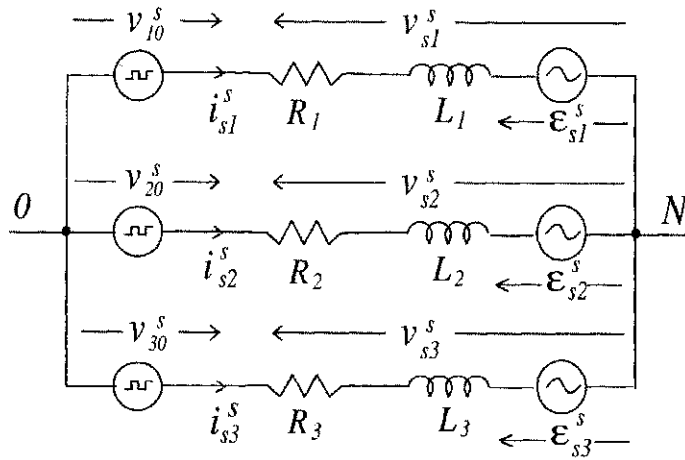 v_{10}^{s} v_{s1}^{s}
i_{s1}^{s} R_1 L_1 ε_{s1}^{s}
v_{20}^{s} v_{s2}^{s}
0 N
i_{s2}^{s} R_2 L_2 ε_{s2}^{s}
v_{30}^{s} v_{s3}^{s}
i_{s3}^{s} R_3 L_3 ε_{s3}^{s}